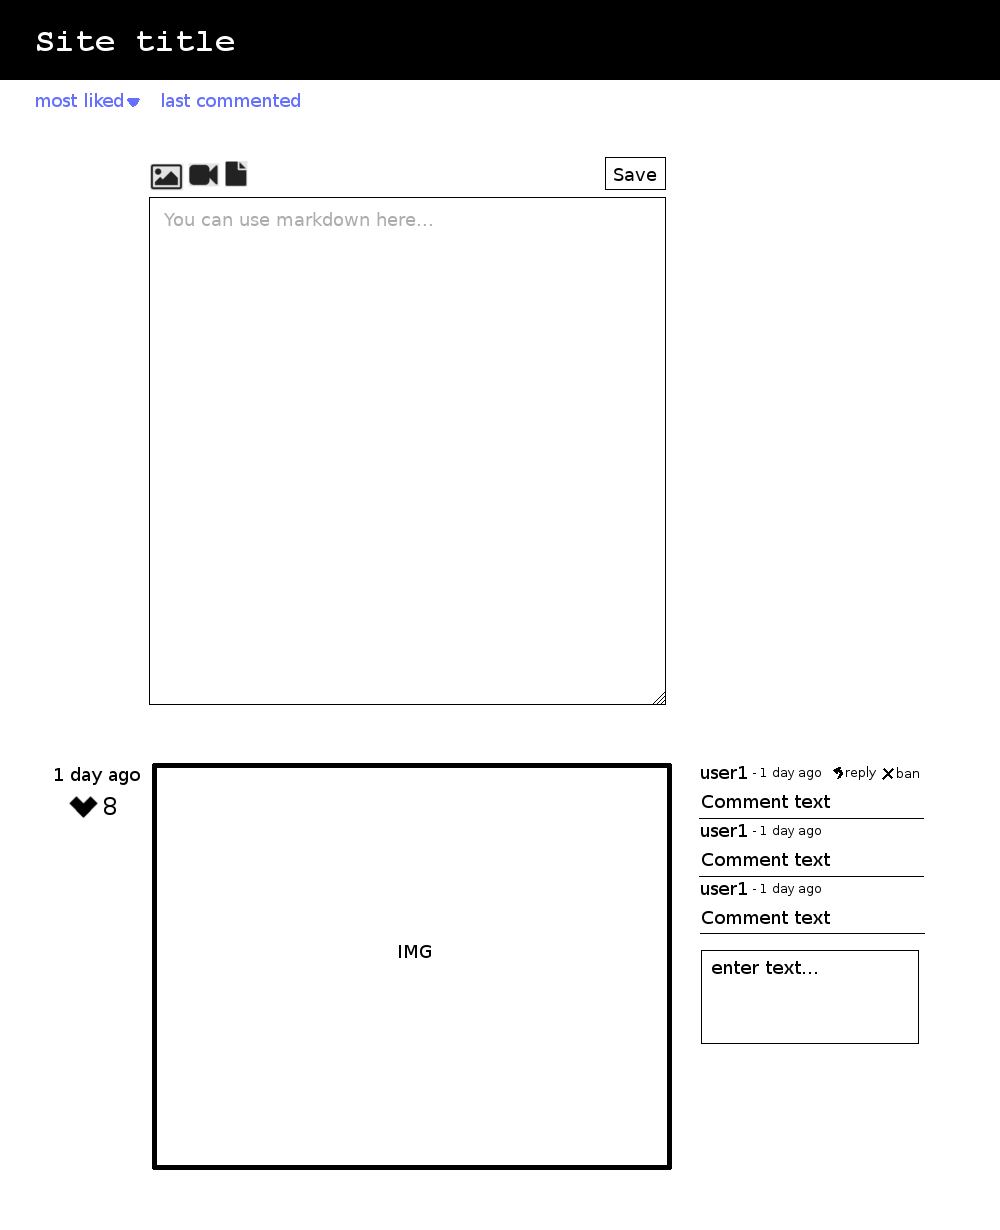 Site title
most liked last commented
Save
You can use markdown here...
1 day ago
8
IMG
user1 - 1 day ago reply ban
Comment text
user1 - 1 day ago
Comment text
user1 - 1 day ago
Comment text
enter text...